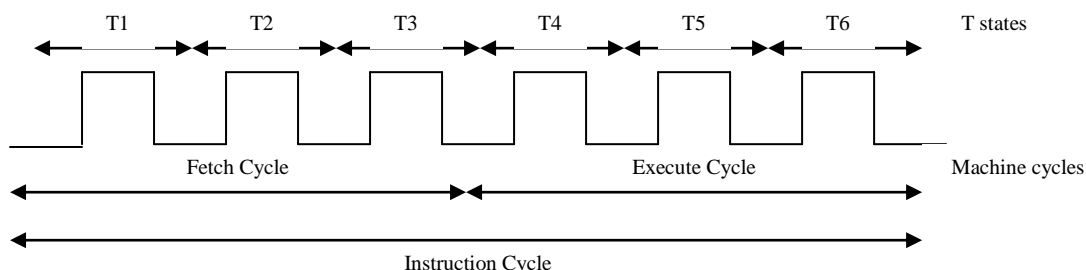 T1 T2 T3 T4 T5 T6 T states
Fetch Cycle Execute Cycle Machine cycles
Instruction Cycle